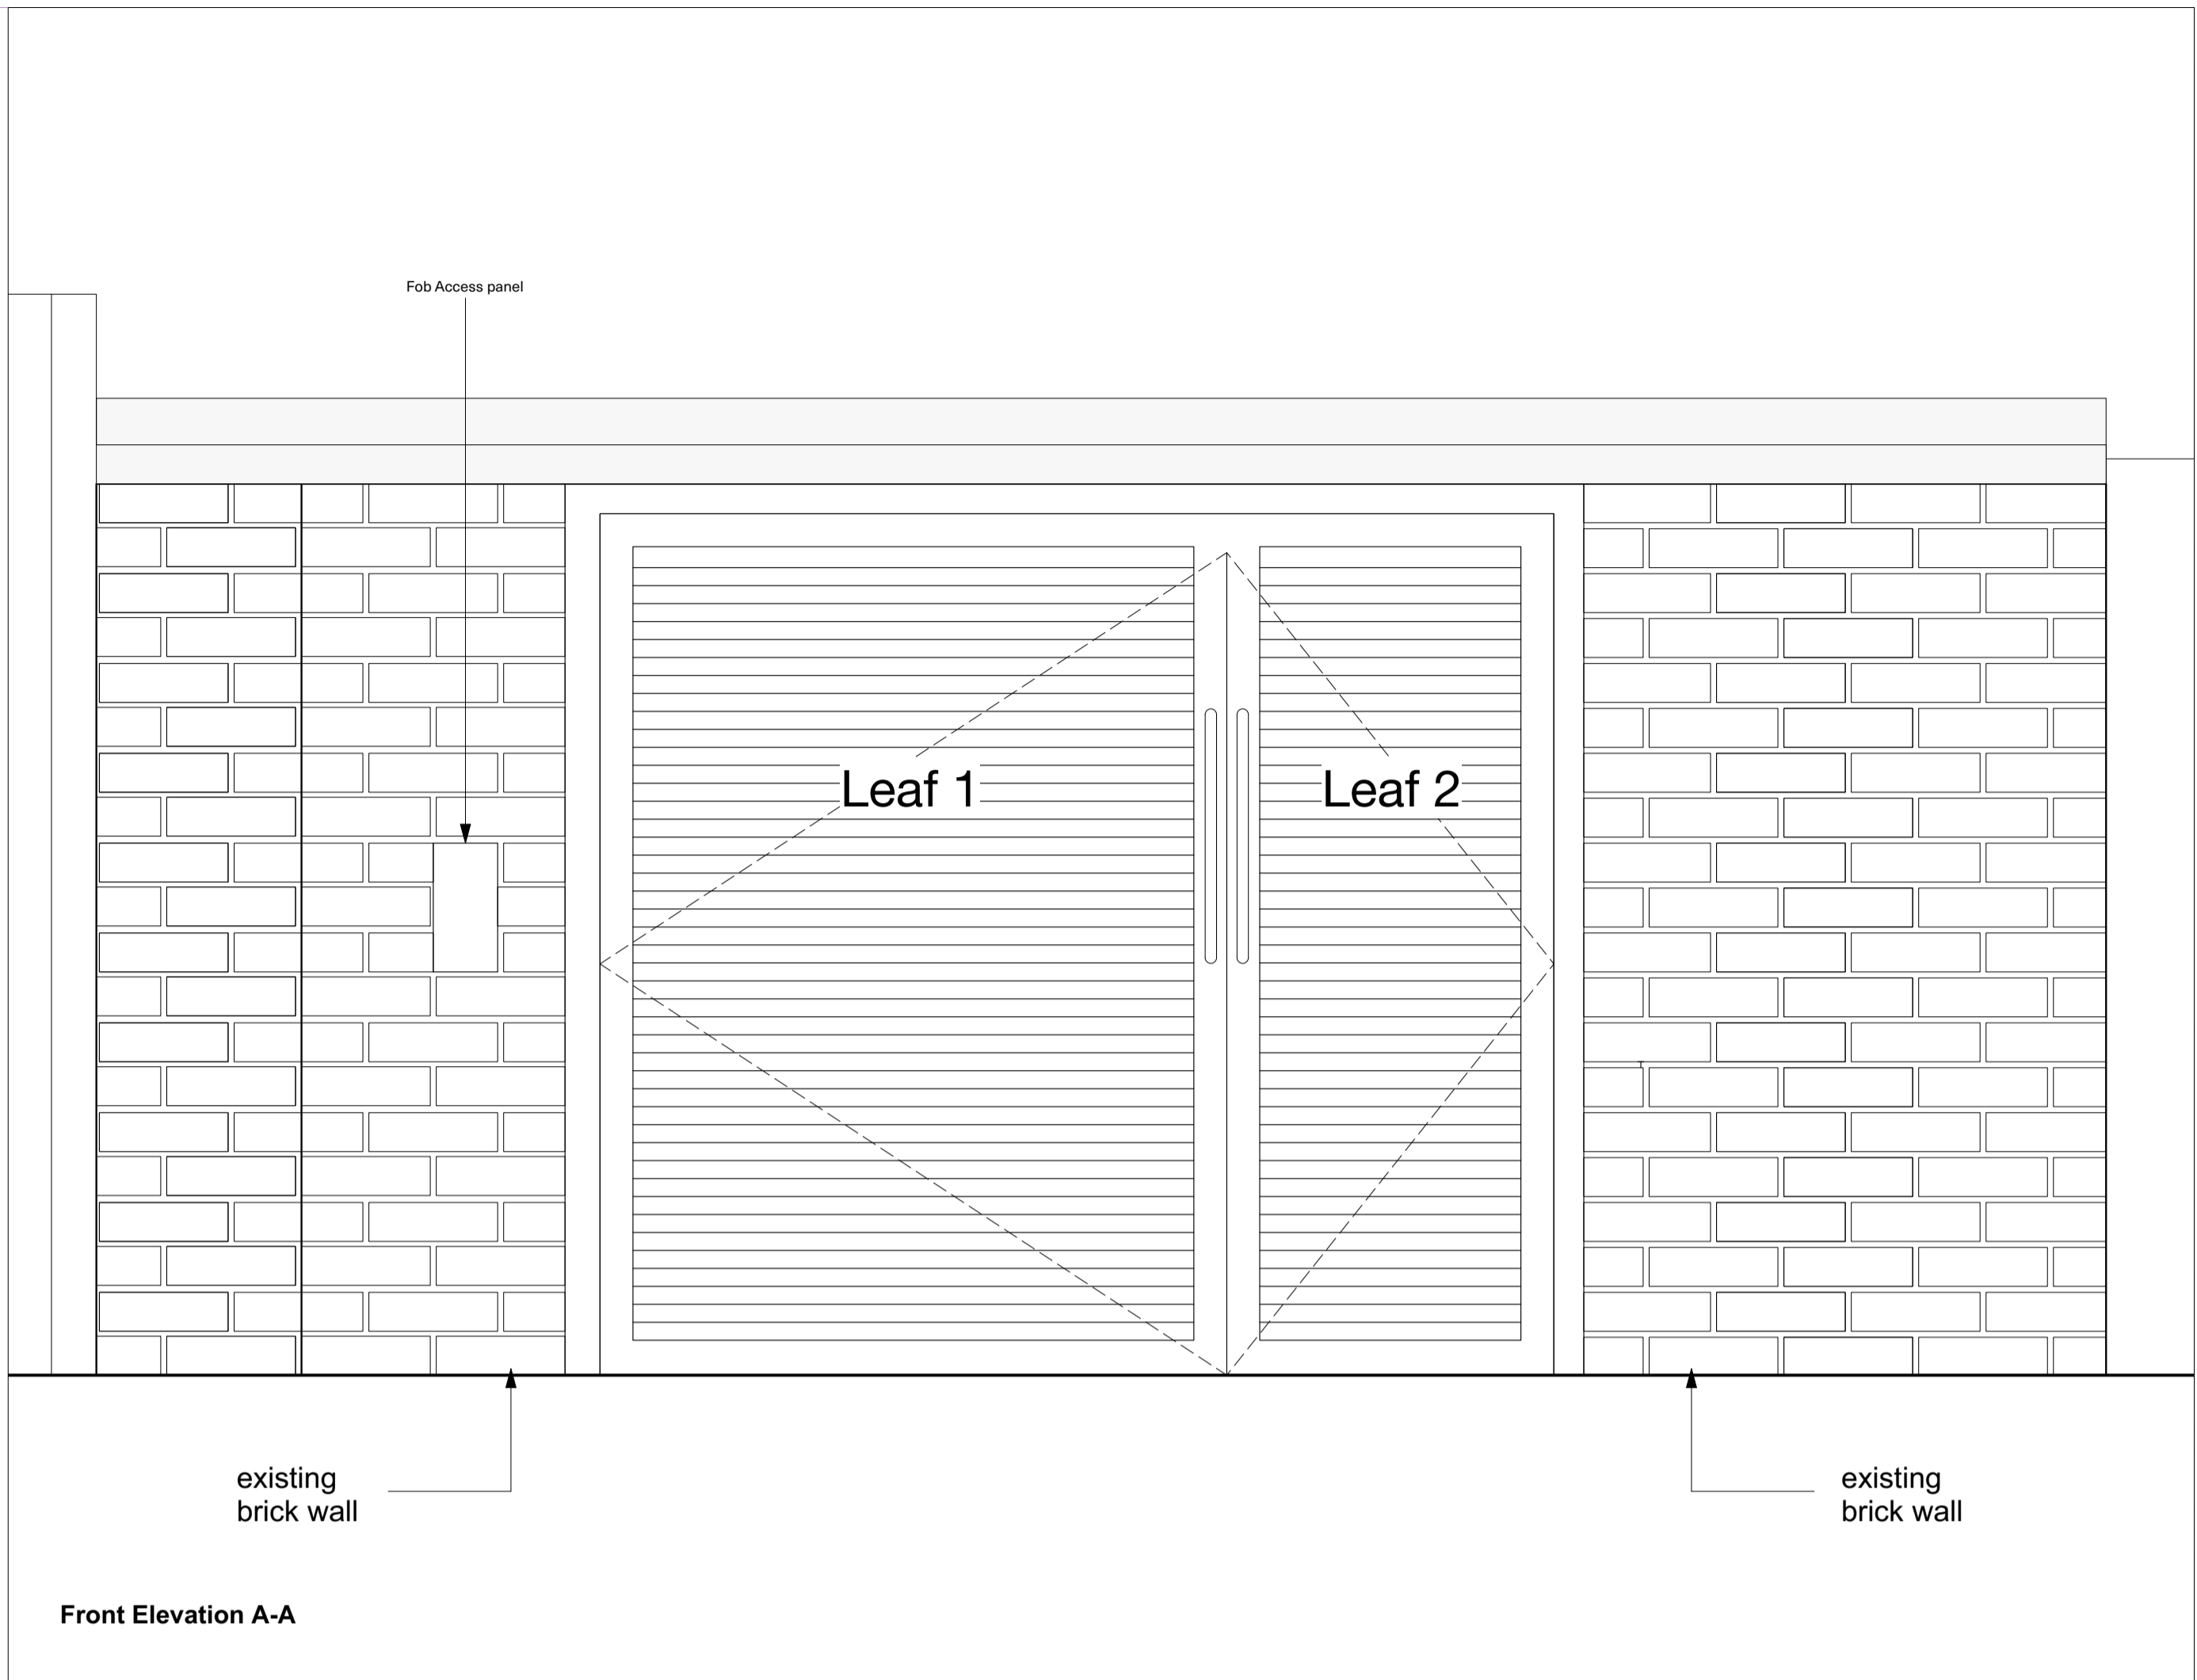 Fob Access panel
Leaf 1
Leaf 2
existing
brick wall
existing
brick wall
Front Elevation A-A